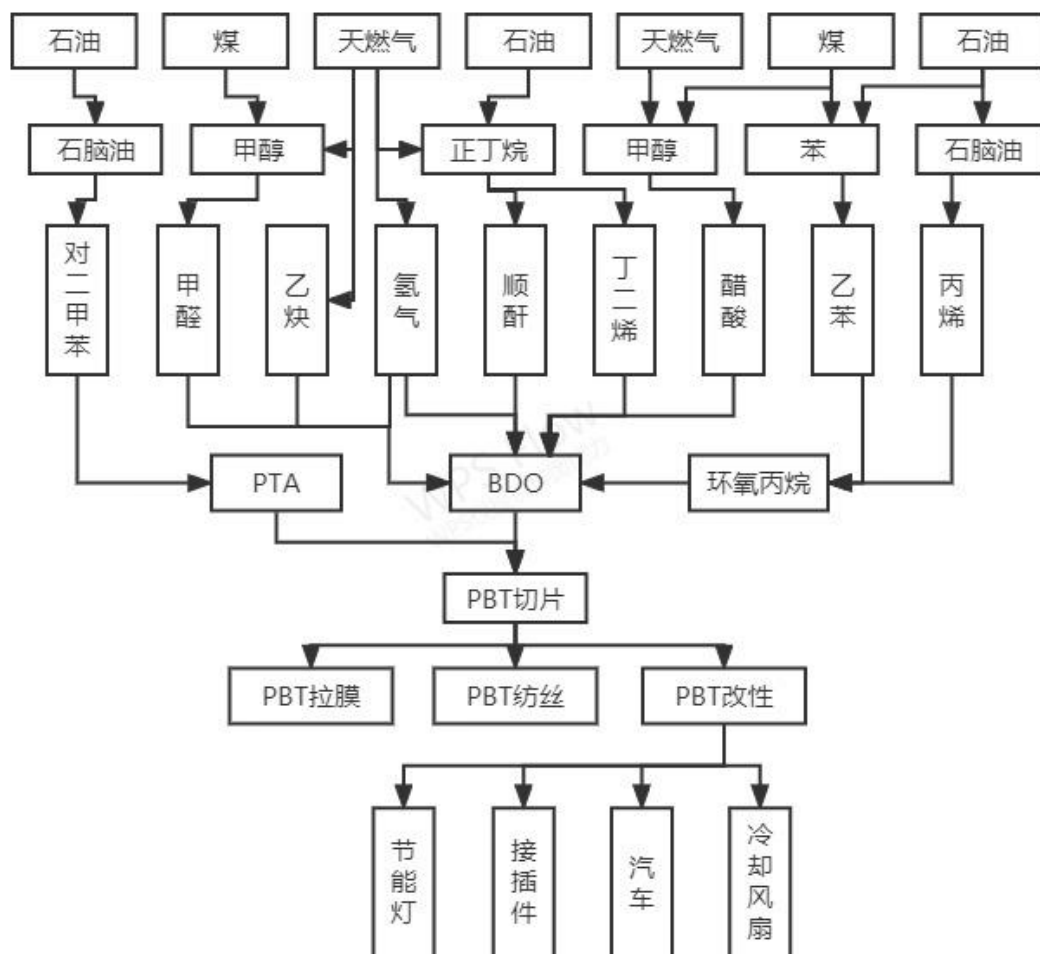 石油
煤
天燃气
石油
天燃气
煤
石油
石脑油
甲醇
正丁烷
甲醇
苯
石脑油
对二甲苯
甲醛
乙炔
氢气
顺酐
丁二烯
醋酸
乙苯
丙烯
PTA
BDO
环氧丙烷
PBT切片
PBT拉膜
PBT纺丝
PBT改性
节能灯
接插件
汽车
冷却风扇